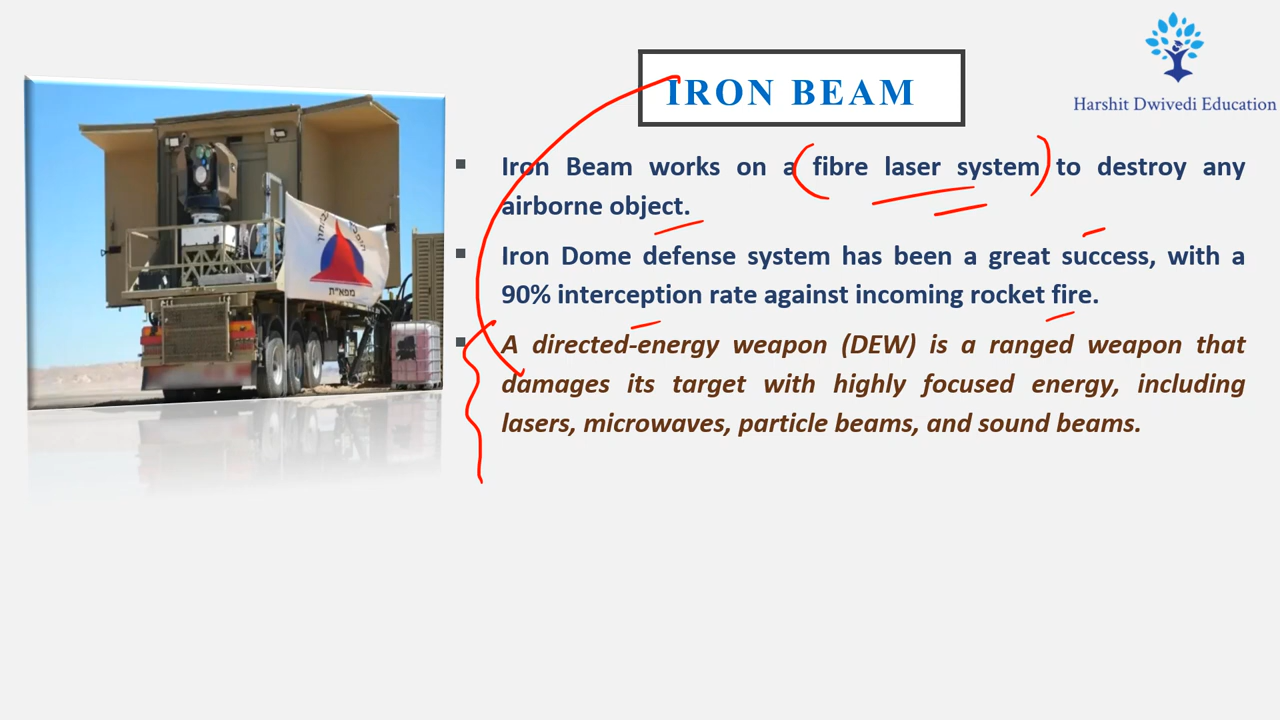 IRON BEAM
Harshit Dwivedi Education
▪ Iron Beam works on a fibre laser system to destroy any
airborne object.
▪ Iron Dome defense system has been a great success, with a
90% interception rate against incoming rocket fire.
▪ A directed-energy weapon (DEW) is a ranged weapon that
damages its target with highly focused energy, including
lasers, microwaves, particle beams, and sound beams.
מפא״ת